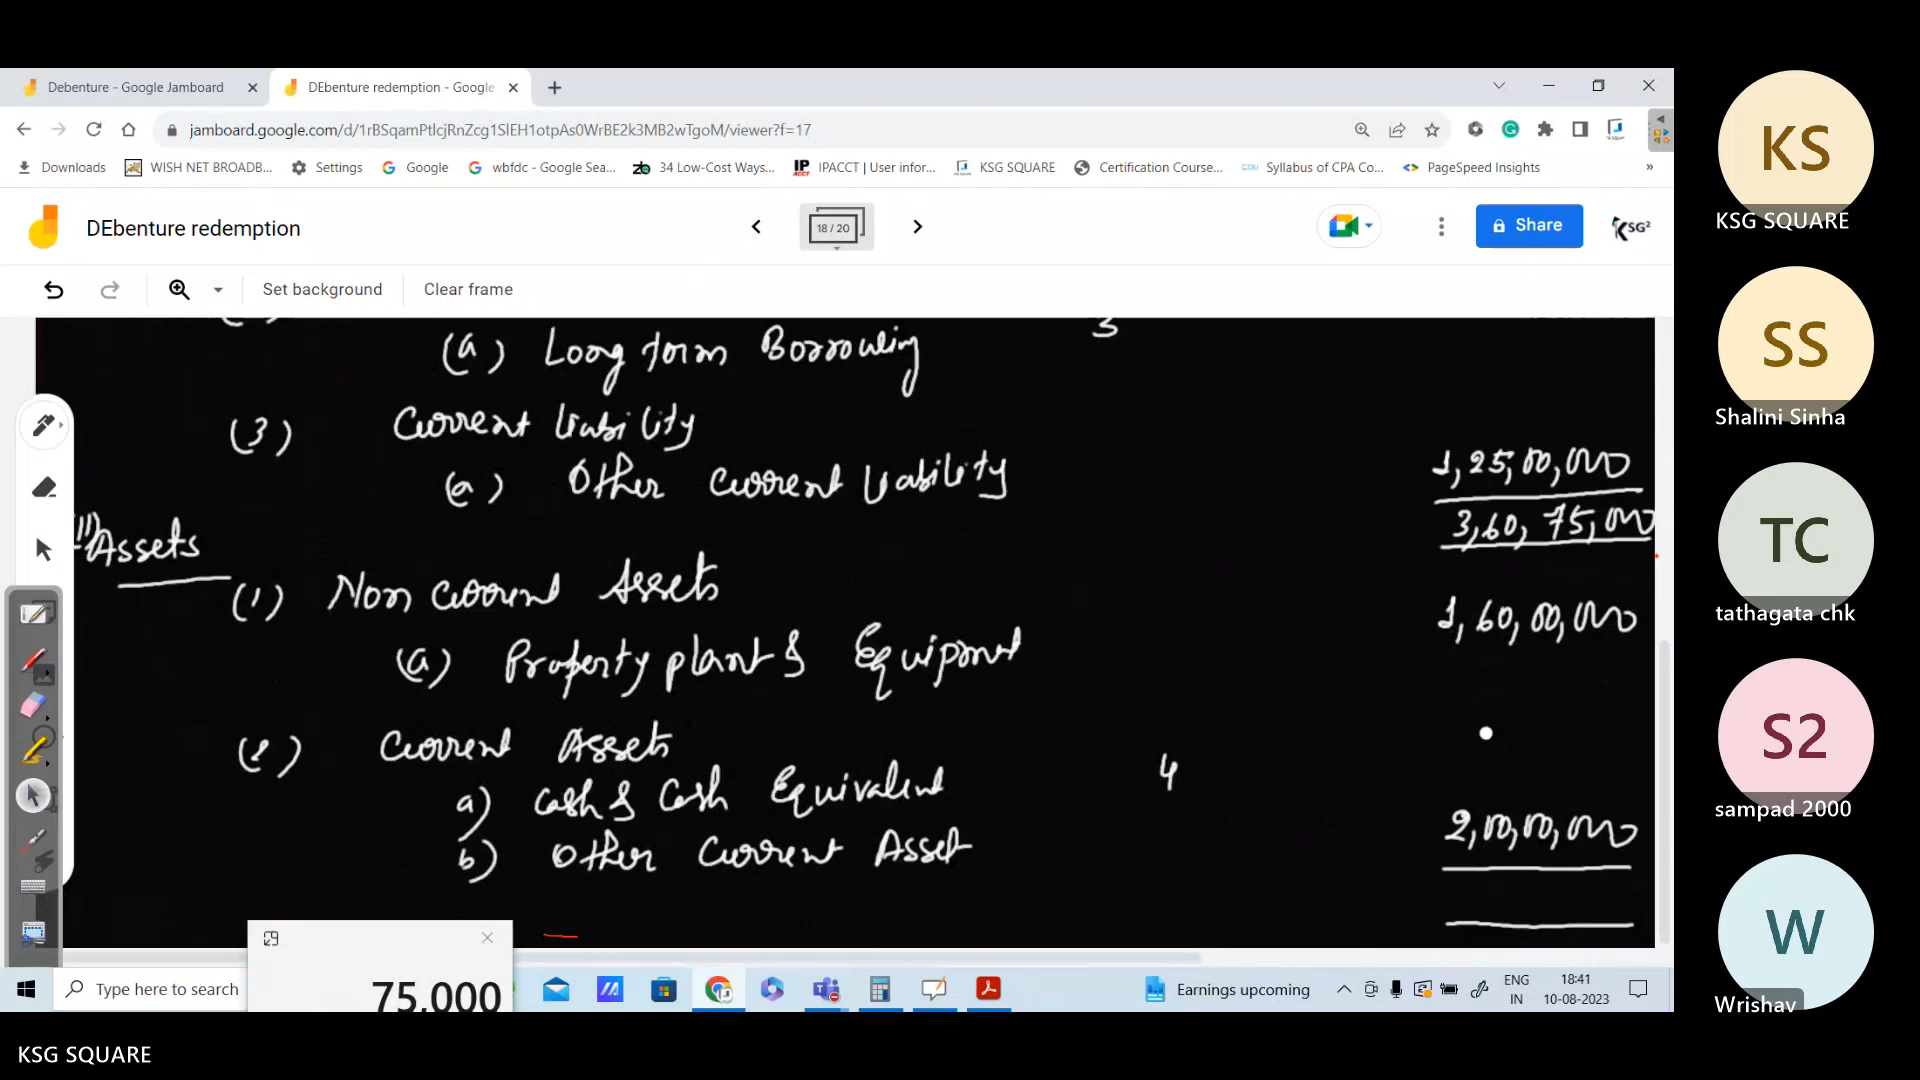 Debenture - Google Jamboard
DEbenture redemption - Google
jamboard.google.com/d/1rBSqamPtlcjRnZcg1SlEH1otpAs0WrBE2k3MB2wTgoM/viewer?f=17
Downloads WISH NET BROADB... Settings Google wbfdc - Google Sea... 34 Low-Cost Ways... IPACCT | User infor... KSG SQUARE Certification Course... Syllabus of CPA Co... PageSpeed Insights »
DEbenture redemption
18 / 20
Share
KSG²
Set background Clear frame
3
(a) Long term Borrowing
(3) Current Liability
(a) Other Current Liability 1,25,00,000
3,60,75,000
II) Assets
(1) Non Current Assets
1,60,00,000
(a) Property plant & Equipment
(2) Current Assets
a) Cash & Cash Equivalent 4
b) Other Current Asset 2,00,00,000
75,000
Type here to search
Earnings upcoming
ENG
IN
18:41
10-08-2023
KS
KSG SQUARE
SS
Shalini Sinha
TC
tathagata chk
S2
sampad 2000
W
Wrishav
KSG SQUARE